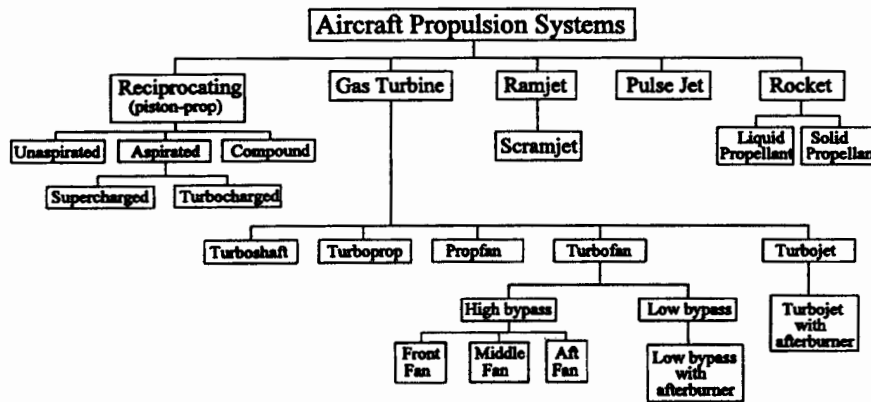 Aircraft Propulsion Systems
Reciprocating
(piston-prop)
Gas Turbine
Ramjet
Pulse Jet
Rocket
Unaspirated
Aspirated
Compound
Scramjet
Liquid
Propellant
Solid
Propellant
Supercharged
Turbocharged
Turboshaft
Turboprop
Propfan
Turbofan
Turbojet
High bypass
Low bypass
Turbojet
with
afterburner
Front
Fan
Middle
Fan
Aft
Fan
Low bypass
with
afterburner